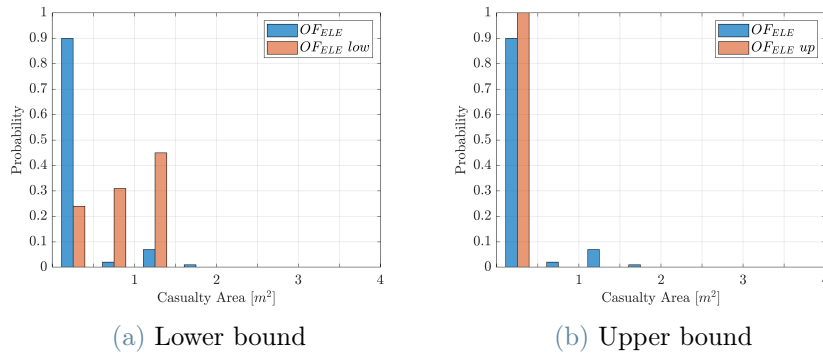 1
0.9
0.8
0.7
0.6
0.5
0.4
0.3
0.2
0.1
0
Probability
OF_ELE
OF_ELE low
1 2 3 4
Casualty Area [m²]
(a) Lower bound
1
0.9
0.8
0.7
0.6
0.5
0.4
0.3
0.2
0.1
0
Probability
OF_ELE
OF_ELE up
1 2 3 4
Casualty Area [m²]
(b) Upper bound